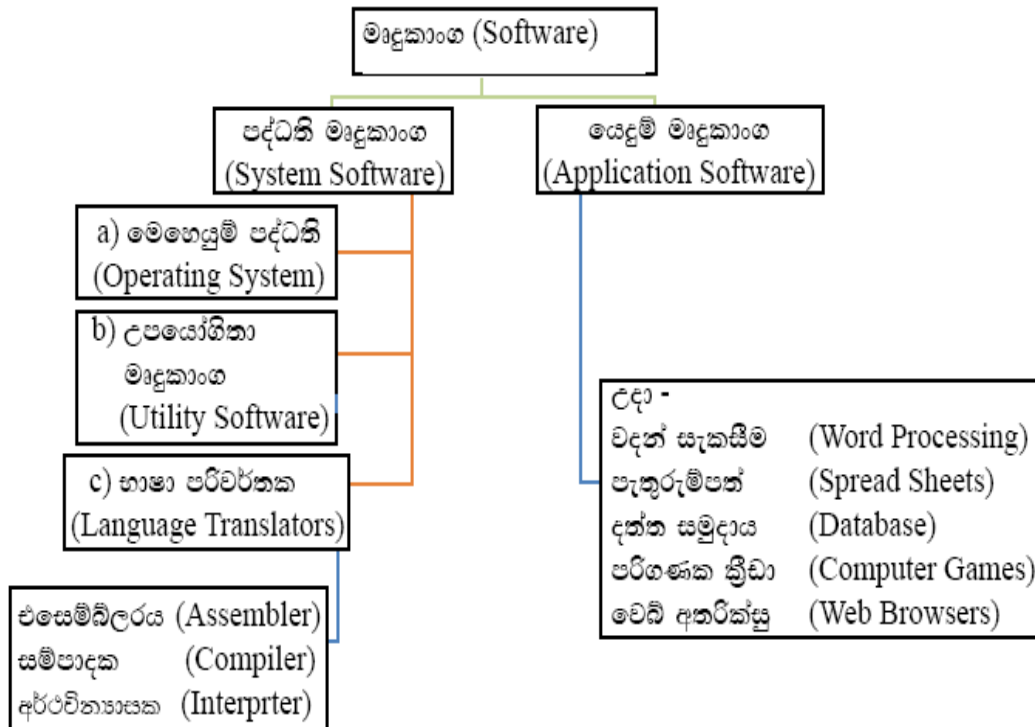 මෘදුකාංග (Software)
පද්ධති මෘදුකාංග
(System Software)
යෙදුම් මෘදුකාංග
(Application Software)
a) මෙහෙයුම් පද්ධති
(Operating System)
b) උපයෝගිතා
මෘදුකාංග
(Utility Software)
c) භාෂා පරිවර්තක
(Language Translators)
එසෙම්බ්ලරය (Assembler)
සම්පාදක (Compiler)
අර්ථවින්‍යාසක (Interprter)
උදා -
වදන් සැකසීම (Word Processing)
පැතුරුම්පත් (Spread Sheets)
දත්ත සමුදාය (Database)
පරිගණක ක්‍රීඩා (Computer Games)
වෙබ් අතරික්සු (Web Browsers)